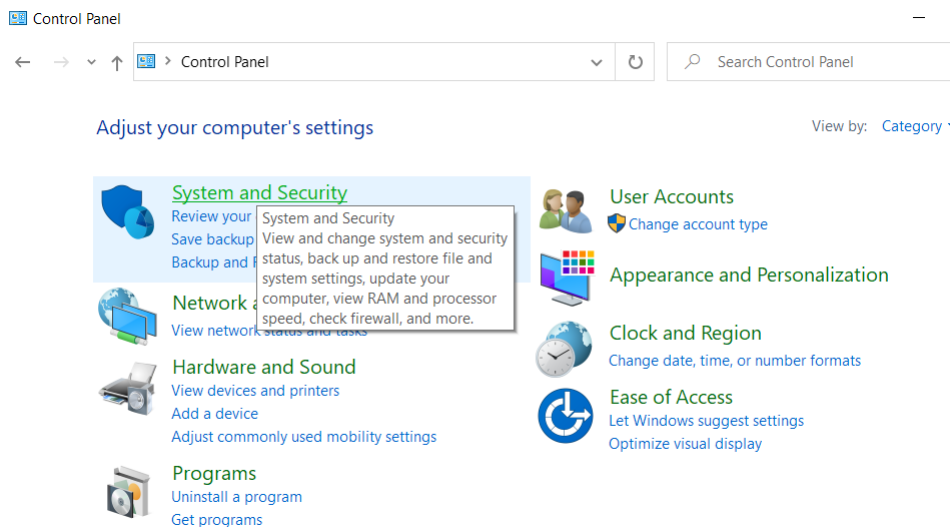 Control Panel
Control Panel
Search Control Panel
Adjust your computer's settings
View by: Category
System and Security
Review your
Save backup
Backup and
System and Security
View and change system and security
status, back up and restore file and
system settings, update your
computer, view RAM and processor
speed, check firewall, and more.
Network
View network status and tasks
Hardware and Sound
View devices and printers
Add a device
Adjust commonly used mobility settings
Programs
Uninstall a program
Get programs
User Accounts
Change account type
Appearance and Personalization
Clock and Region
Change date, time, or number formats
Ease of Access
Let Windows suggest settings
Optimize visual display